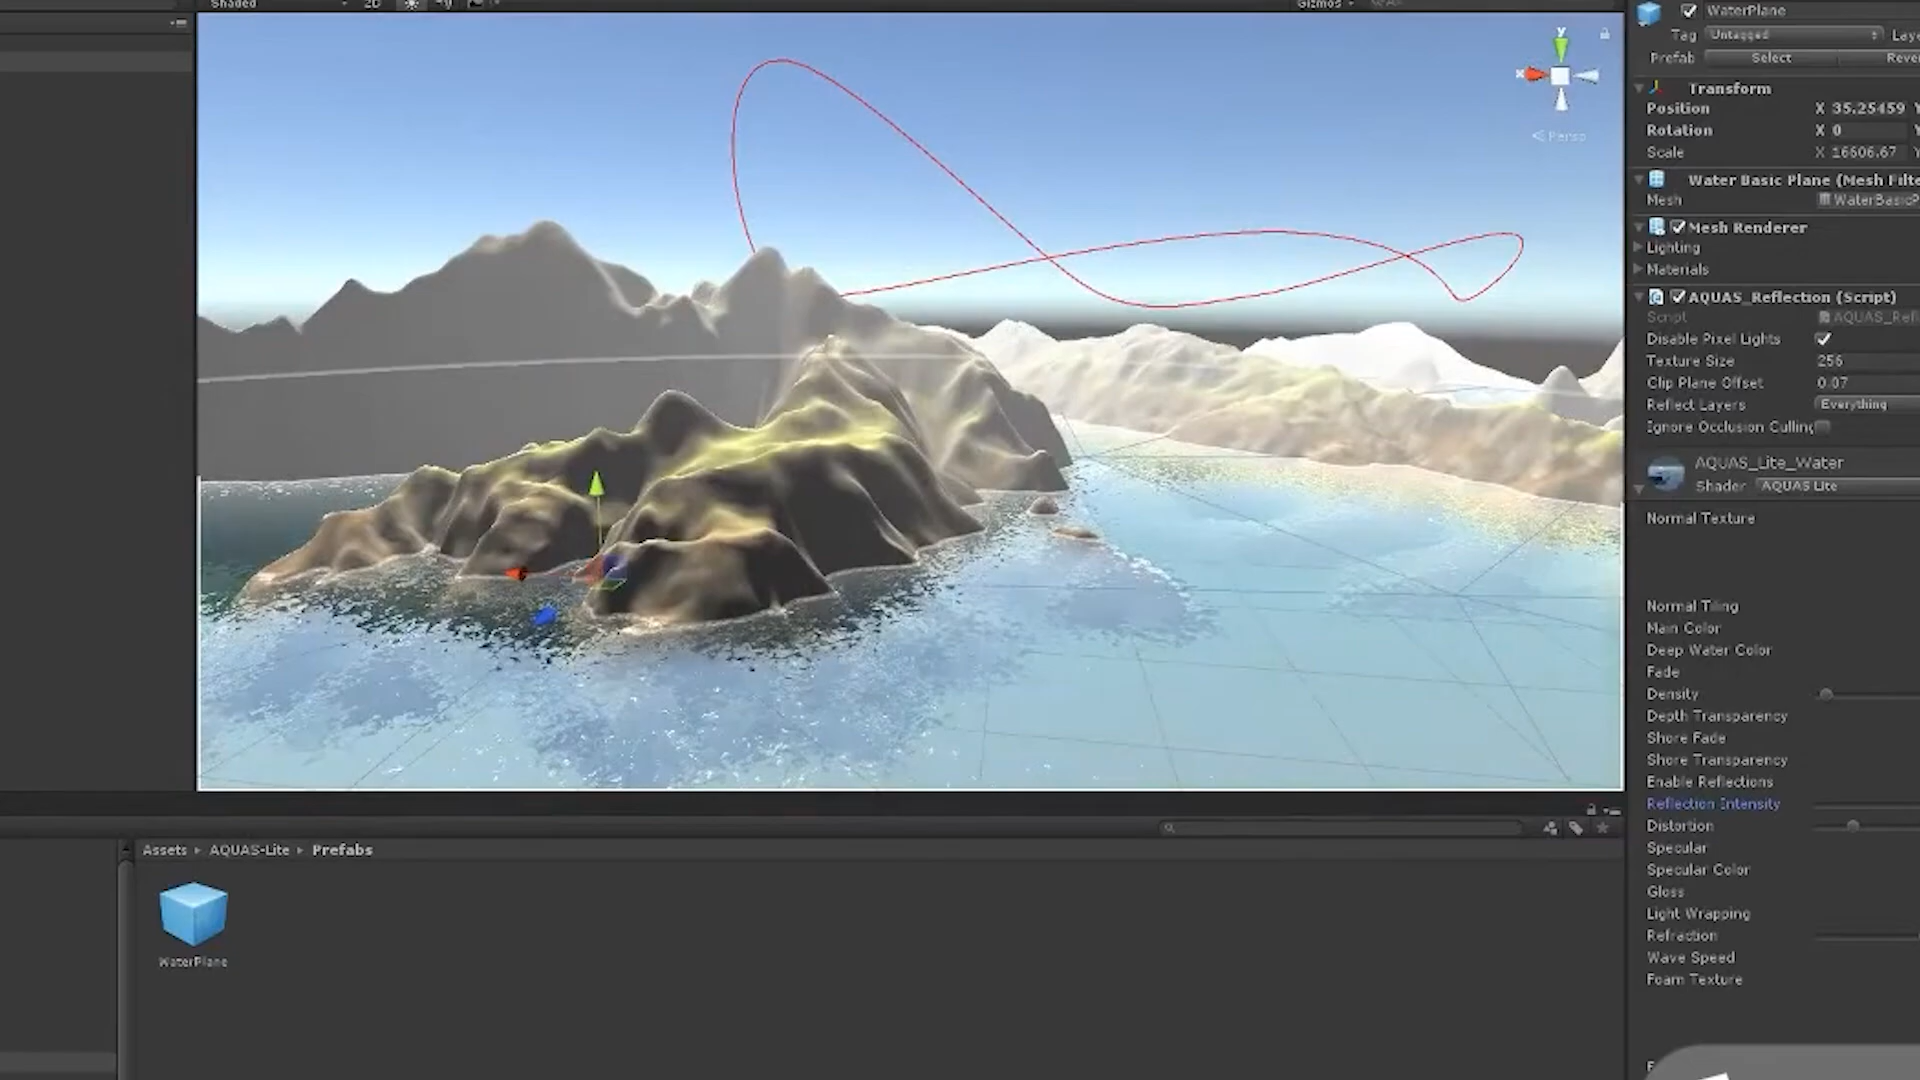 Shaded 2D Gizmos
WaterPlane
Tag Untagged Laye
Prefab Select Rever
y
x
Persp
Transform
Position X 35.25459 Y
Rotation X 0 Y
Scale X 16606.67 Y
Water Basic Plane (Mesh Filte
Mesh WaterBasicP
Mesh Renderer
Lighting
Materials
AQUAS_Reflection (Script)
Script AQUAS_Refl
Disable Pixel Lights
Texture Size 256
Clip Plane Offset 0.07
Reflect Layers Everything
Ignore Occlusion Culling
AQUAS_Lite_Water
Shader AQUAS Lite
Normal Texture
Normal Tiling
Main Color
Deep Water Color
Fade
Density
Depth Transparency
Shore Fade
Shore Transparency
Enable Reflections
Reflection Intensity
Distortion
Specular
Specular Color
Gloss
Light Wrapping
Refraction
Wave Speed
Foam Texture
Assets AQUAS-Lite Prefabs
WaterPlane